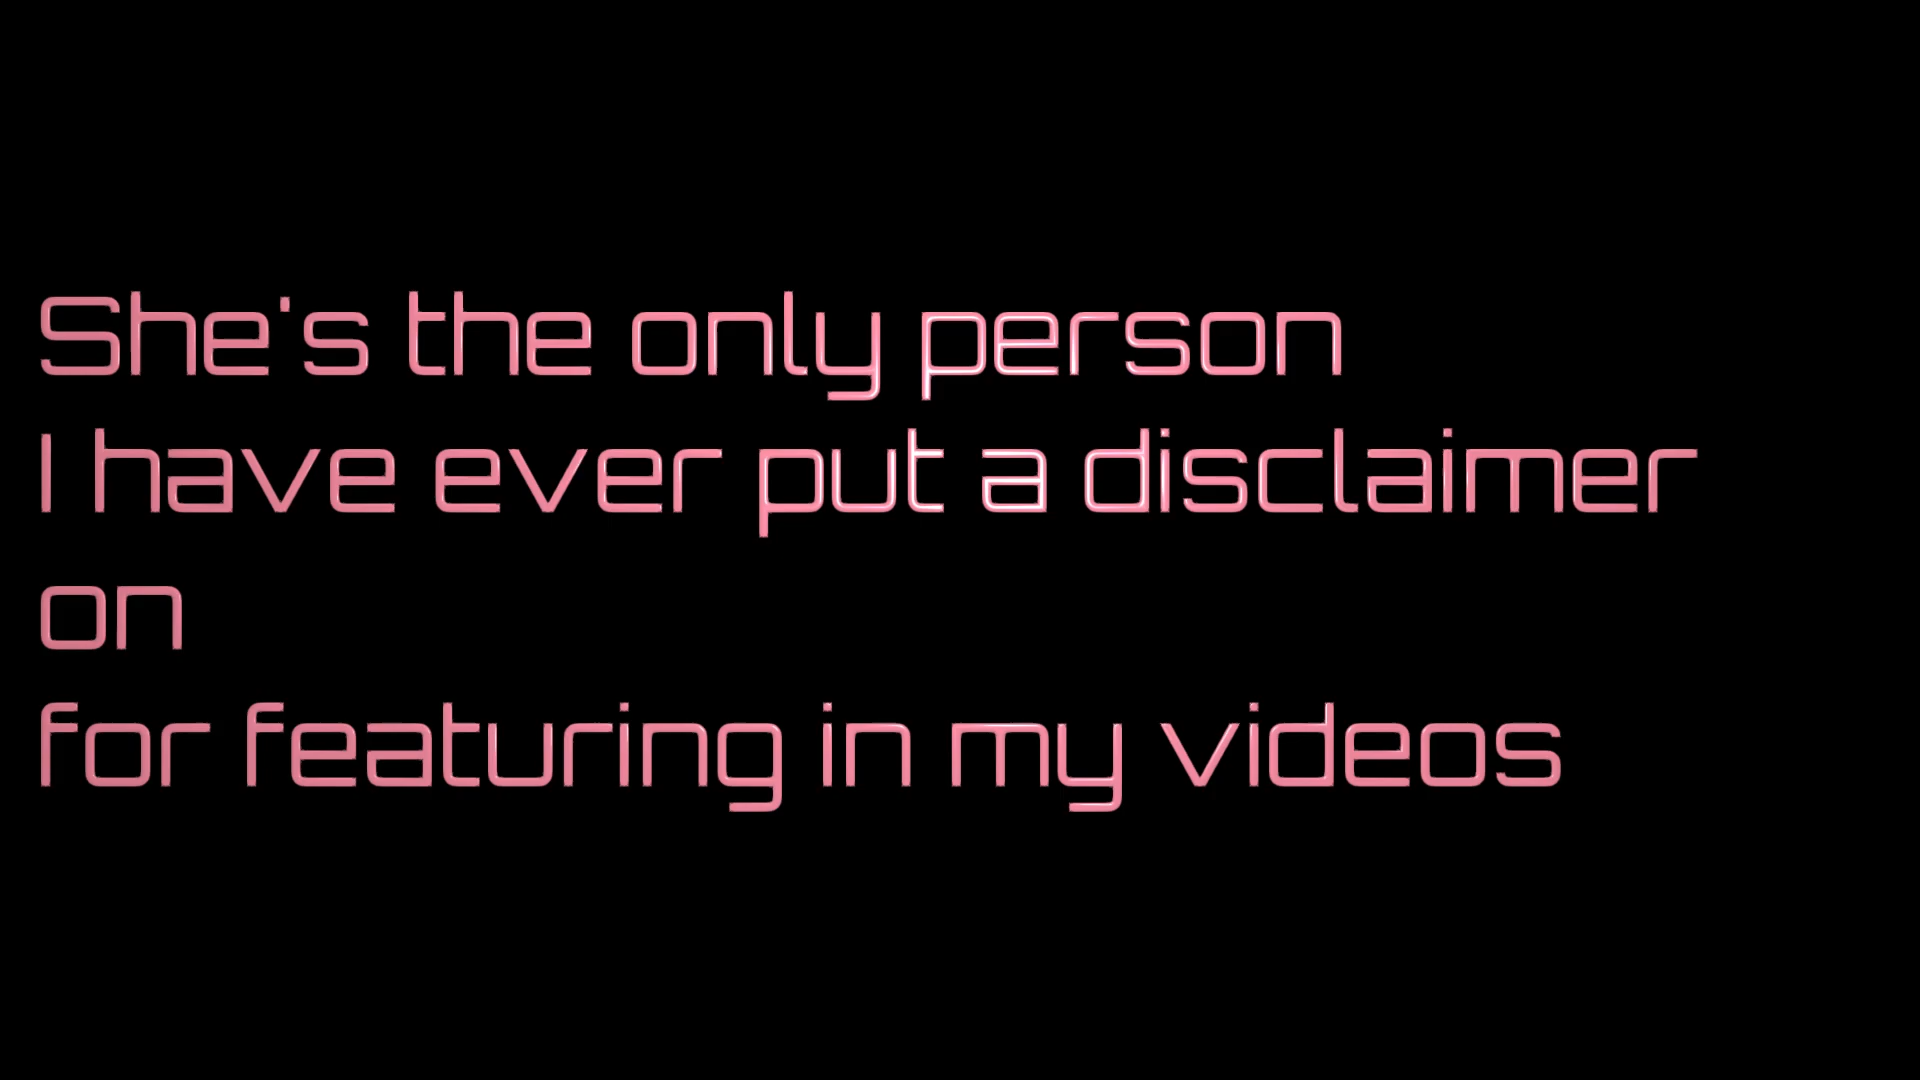 She's the only person
I have ever put a disclaimer
on
for featuring in my videos